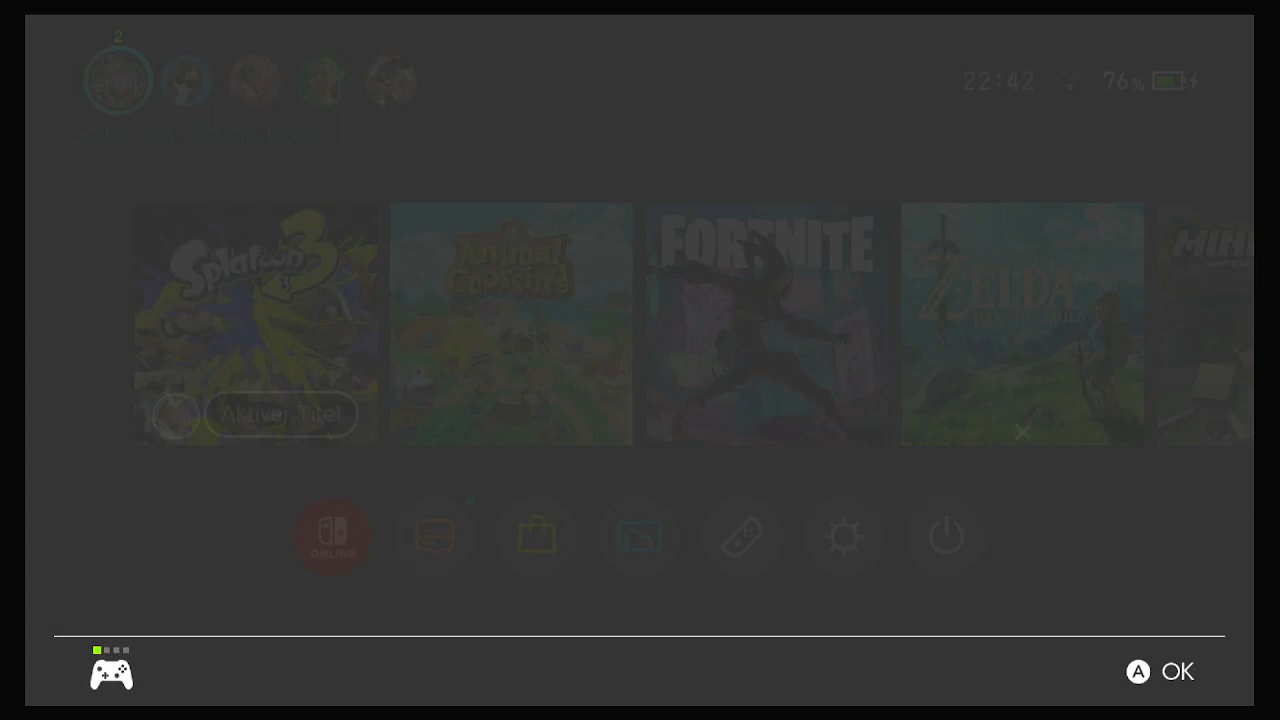 2
22:42 76%
Splatoon 3
Animal Crossing
FORTNITE
ZELDA
Aktiver Titel
ONLINE
A OK